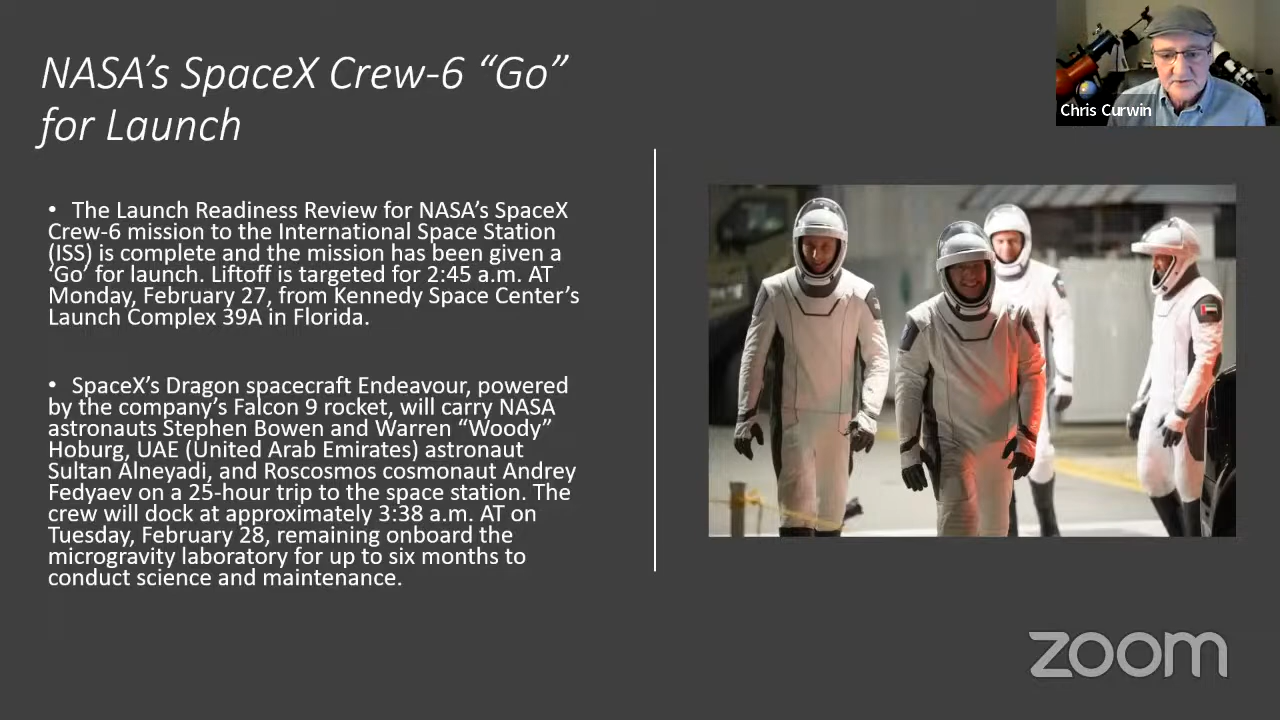 NASA’s SpaceX Crew-6 “Go”
for Launch
Chris Curwin
• The Launch Readiness Review for NASA’s SpaceX
Crew-6 mission to the International Space Station
(ISS) is complete and the mission has been given a
‘Go’ for launch. Liftoff is targeted for 2:45 a.m. AT
Monday, February 27, from Kennedy Space Center’s
Launch Complex 39A in Florida.
• SpaceX’s Dragon spacecraft Endeavour, powered
by the company’s Falcon 9 rocket, will carry NASA
astronauts Stephen Bowen and Warren “Woody”
Hoburg, UAE (United Arab Emirates) astronaut
Sultan Alneyadi, and Roscosmos cosmonaut Andrey
Fedyaev on a 25-hour trip to the space station. The
crew will dock at approximately 3:38 a.m. AT on
Tuesday, February 28, remaining onboard the
microgravity laboratory for up to six months to
conduct science and maintenance.
zoom